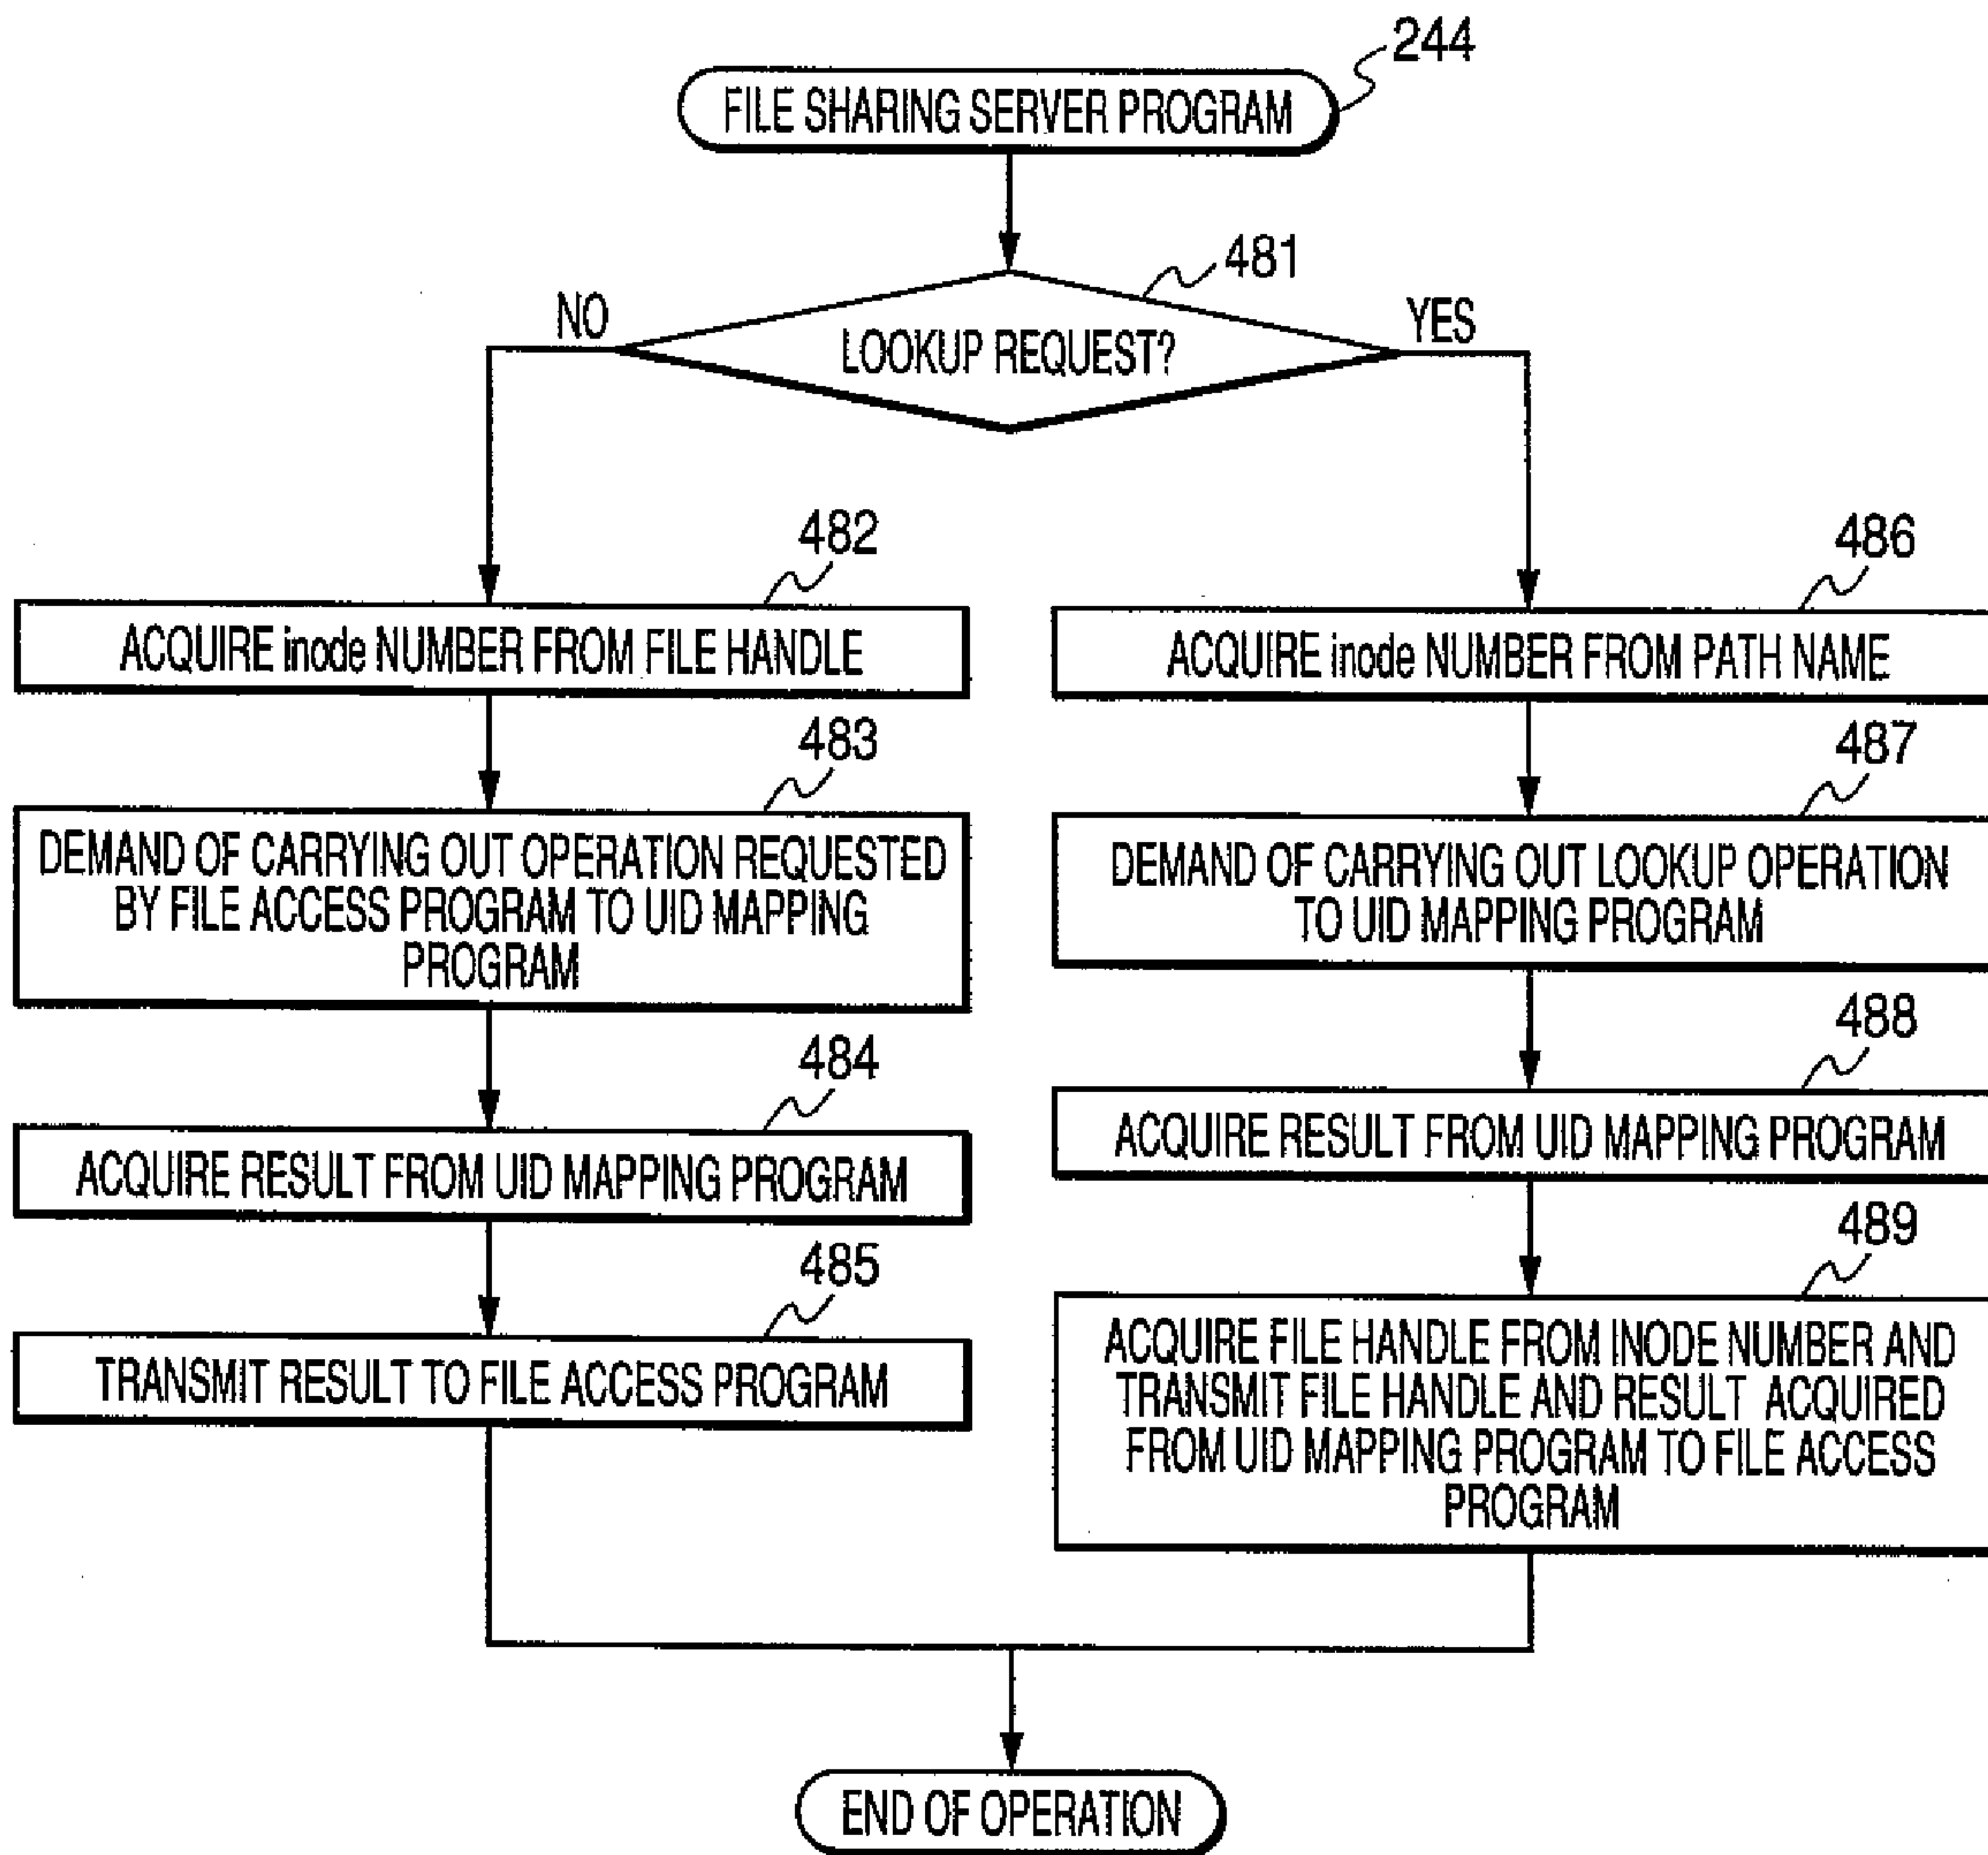 244
FILE SHARING SERVER PROGRAM
481
NO
YES
LOOKUP REQUEST?
482
ACQUIRE inode NUMBER FROM FILE HANDLE
483
DEMAND OF CARRYING OUT OPERATION REQUESTED
BY FILE ACCESS PROGRAM TO UID MAPPING
PROGRAM
484
ACQUIRE RESULT FROM UID MAPPING PROGRAM
485
TRANSMIT RESULT TO FILE ACCESS PROGRAM
486
ACQUIRE inode NUMBER FROM PATH NAME
487
DEMAND OF CARRYING OUT LOOKUP OPERATION
TO UID MAPPING PROGRAM
488
ACQUIRE RESULT FROM UID MAPPING PROGRAM
489
ACQUIRE FILE HANDLE FROM INODE NUMBER AND
TRANSMIT FILE HANDLE AND RESULT ACQUIRED
FROM UID MAPPING PROGRAM TO FILE ACCESS
PROGRAM
END OF OPERATION